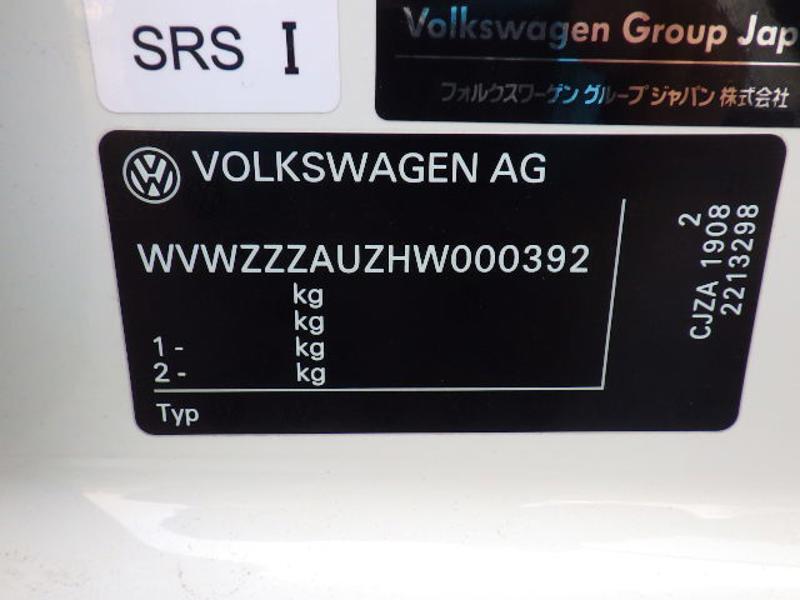 SRS I
Volkswagen Group Jap
フォルクスワーゲン グループ ジャパン 株式会社
VOLKSWAGEN AG
WVWZZZAUZHW000392
kg
kg
1 - kg
2 - kg
Typ
2
CJZA 1908
2213298